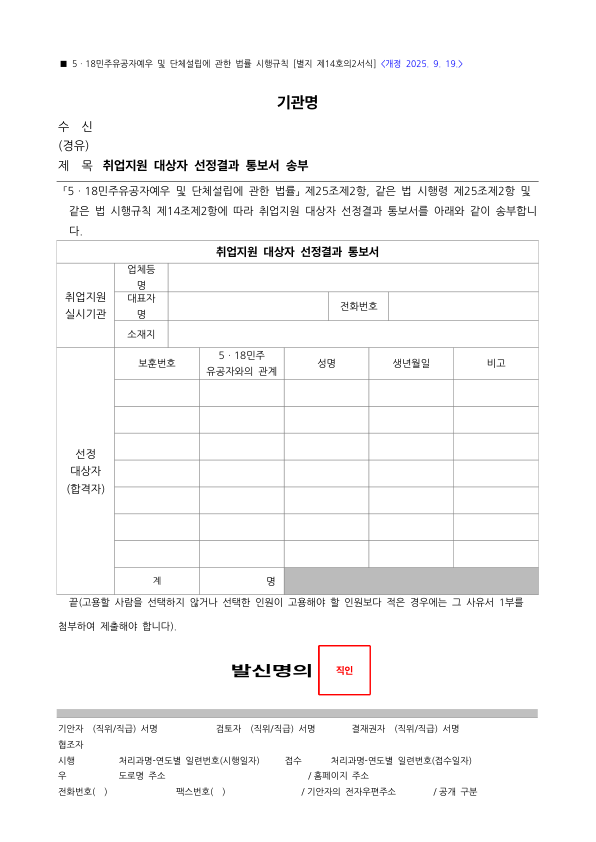 ■ 5ㆍ18민주유공자예우 및 단체설립에 관한 법률 시행규칙 [별지 제14호의2서식] <개정 2025. 9. 19.>
기관명
수 신
(경유)
제 목 취업지원 대상자 선정결과 통보서 송부
「5ㆍ18민주유공자예우 및 단체설립에 관한 법률」 제25조제2항, 같은 법 시행령 제25조제2항 및
같은 법 시행규칙 제14조제2항에 따라 취업지원 대상자 선정결과 통보서를 아래와 같이 송부합니
다.
취업지원 대상자 선정결과 통보서
취업지원
실시기관
업체등
명
대표자
명
전화번호
소재지
선정
대상자
(합격자)
보훈번호
5ㆍ18민주
유공자와의 관계
성명
생년월일
비고
계
명
끝(고용할 사람을 선택하지 않거나 선택한 인원이 고용해야 할 인원보다 적은 경우에는 그 사유서 1부를
첨부하여 제출해야 합니다).
발신명의
직인
기안자 (직위/직급) 서명 검토자 (직위/직급) 서명 결재권자 (직위/직급) 서명
협조자
시행 처리과명-연도별 일련번호(시행일자) 접수 처리과명-연도별 일련번호(접수일자)
우 도로명 주소 / 홈페이지 주소
전화번호( ) 팩스번호( ) / 기안자의 전자우편주소 / 공개 구분